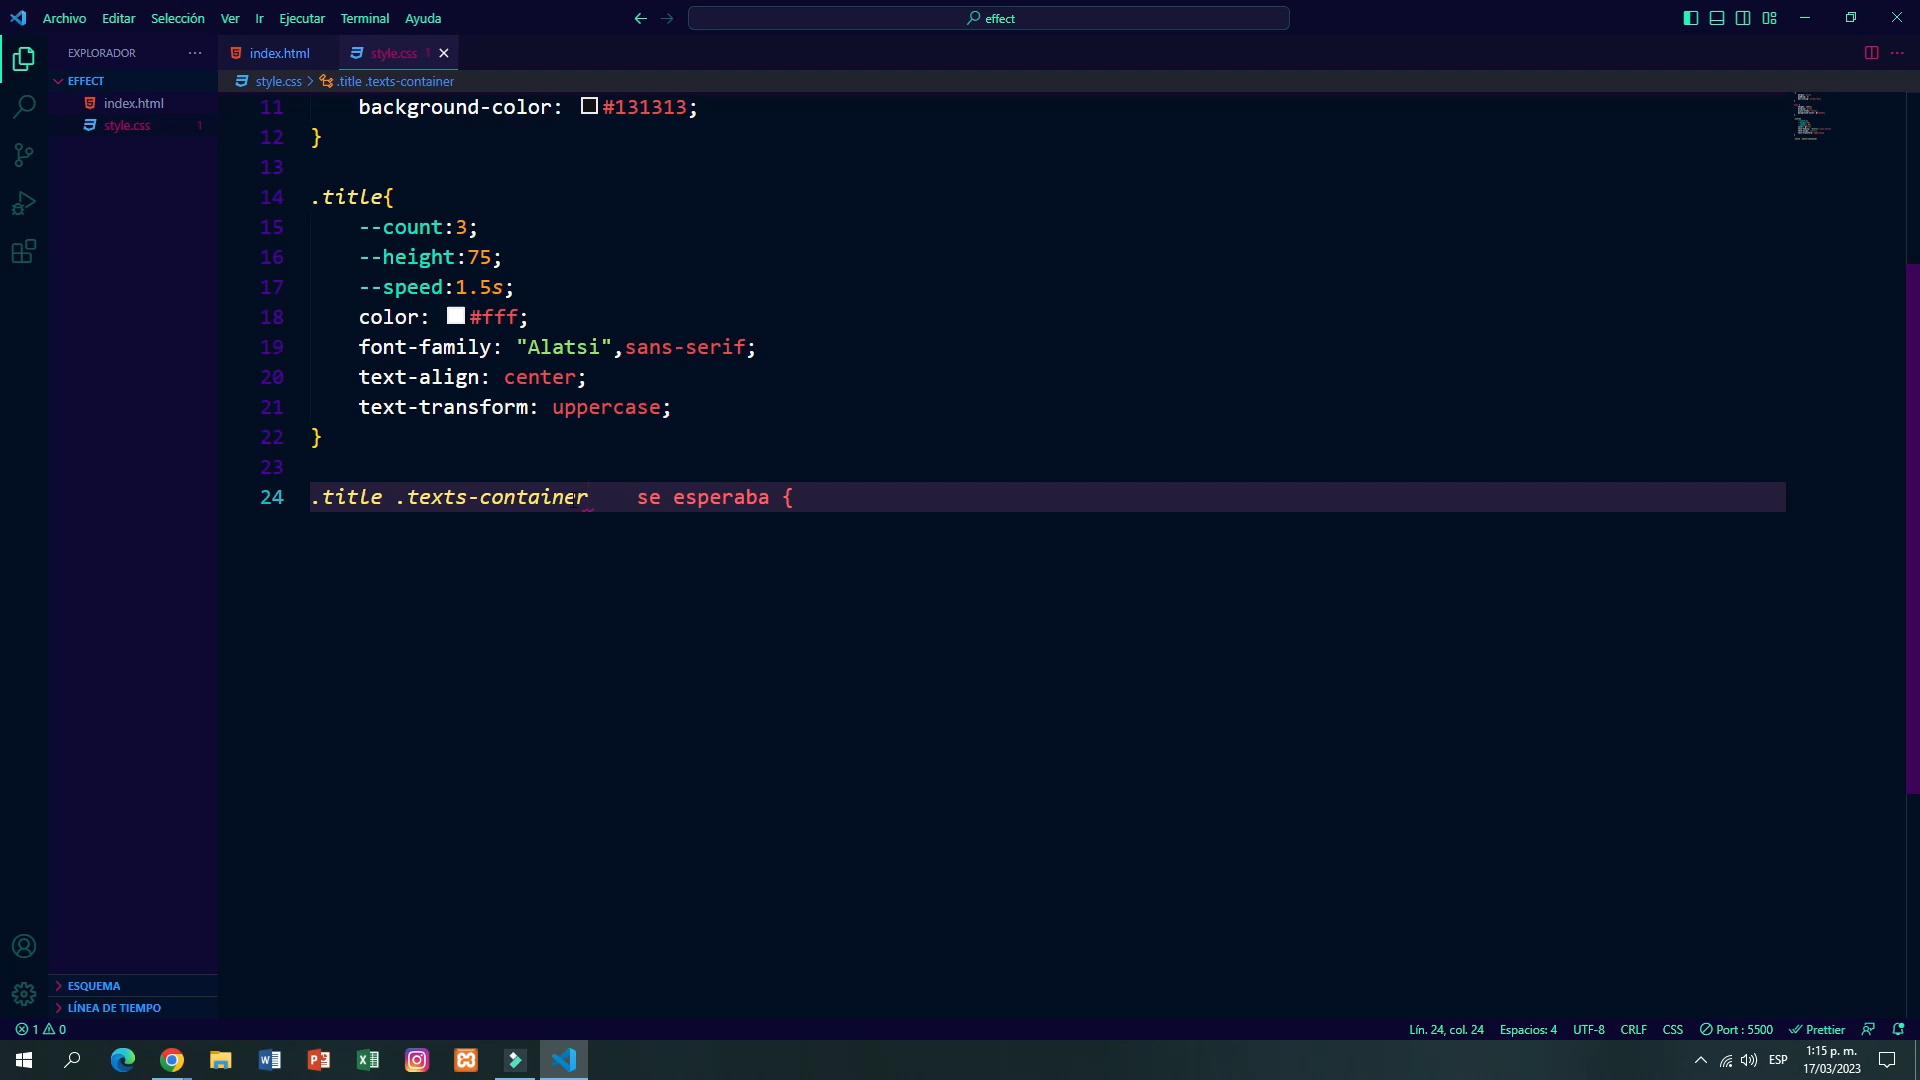 Archivo Editar Selección Ver Ir Ejecutar Terminal Ayuda
effect
EXPLORADOR
EFFECT
index.html
style.css 1
ESQUEMA
LÍNEA DE TIEMPO
index.html
style.css 1
style.css > .title .texts-container
11 background-color: #131313;
12 }
13
14 .title{
15 --count:3;
16 --height:75;
17 --speed:1.5s;
18 color: #fff;
19 font-family: "Alatsi",sans-serif;
20 text-align: center;
21 text-transform: uppercase;
22 }
23
24 .title .texts-container se esperaba {
1 0
Lín. 24, col. 24 Espacios: 4 UTF-8 CRLF CSS Port : 5500 Prettier
ESP
1:15 p. m.
17/03/2023